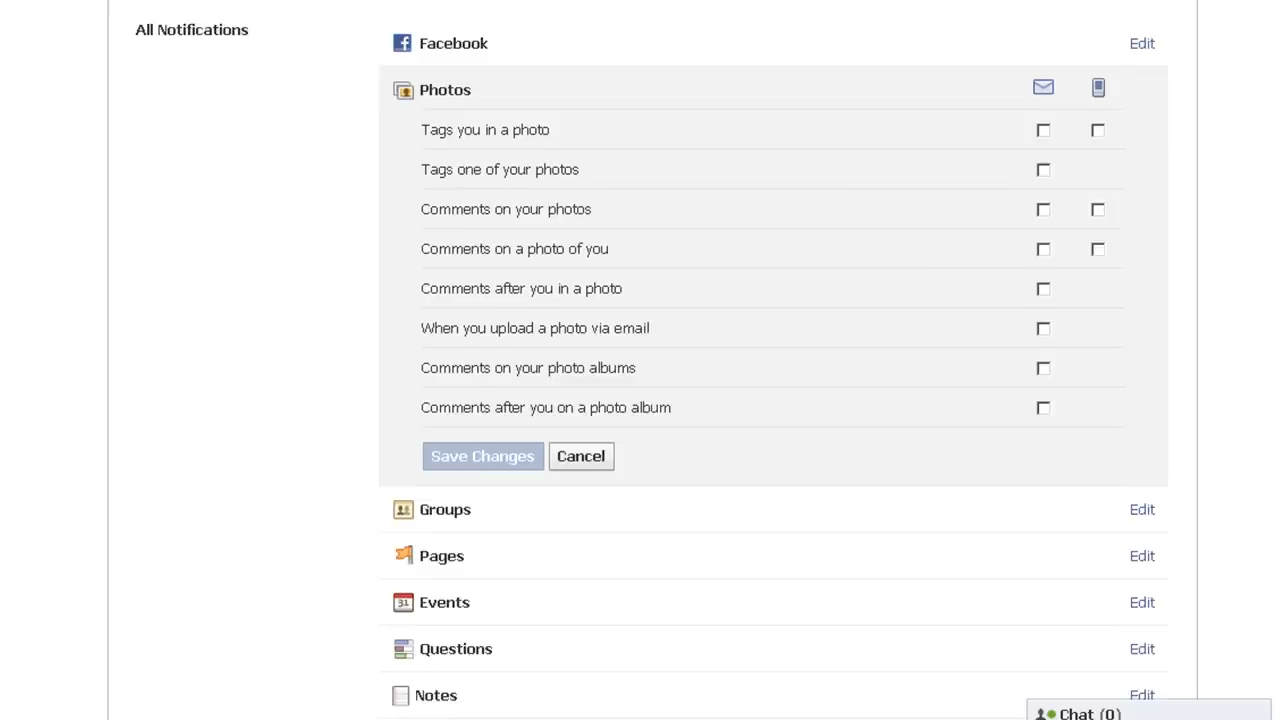 All Notifications
Facebook Edit
Photos
Tags you in a photo
Tags one of your photos
Comments on your photos
Comments on a photo of you
Comments after you in a photo
When you upload a photo via email
Comments on your photo albums
Comments after you on a photo album
Save Changes Cancel
Groups Edit
Pages Edit
31 Events Edit
Questions Edit
Notes Edit
Chat (0)